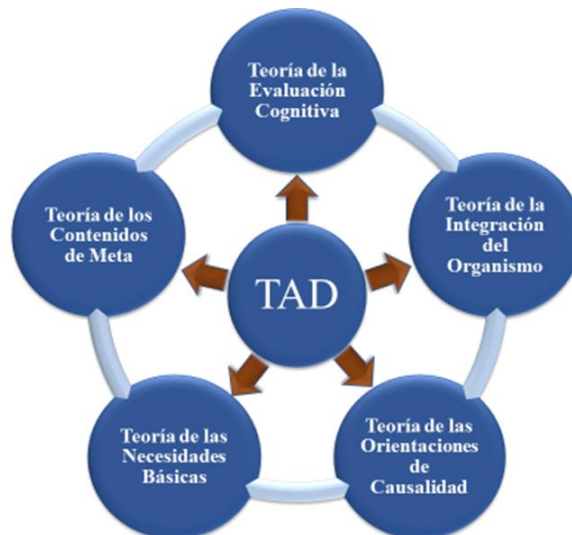 Teoría de la
Evaluación
Cognitiva
Teoría de los
Contenidos
de Meta
Teoría de la
Integración
del
Organismo
TAD
Teoría de las
Necesidades
Básicas
Teoría de las
Orientaciones
de
Causalidad